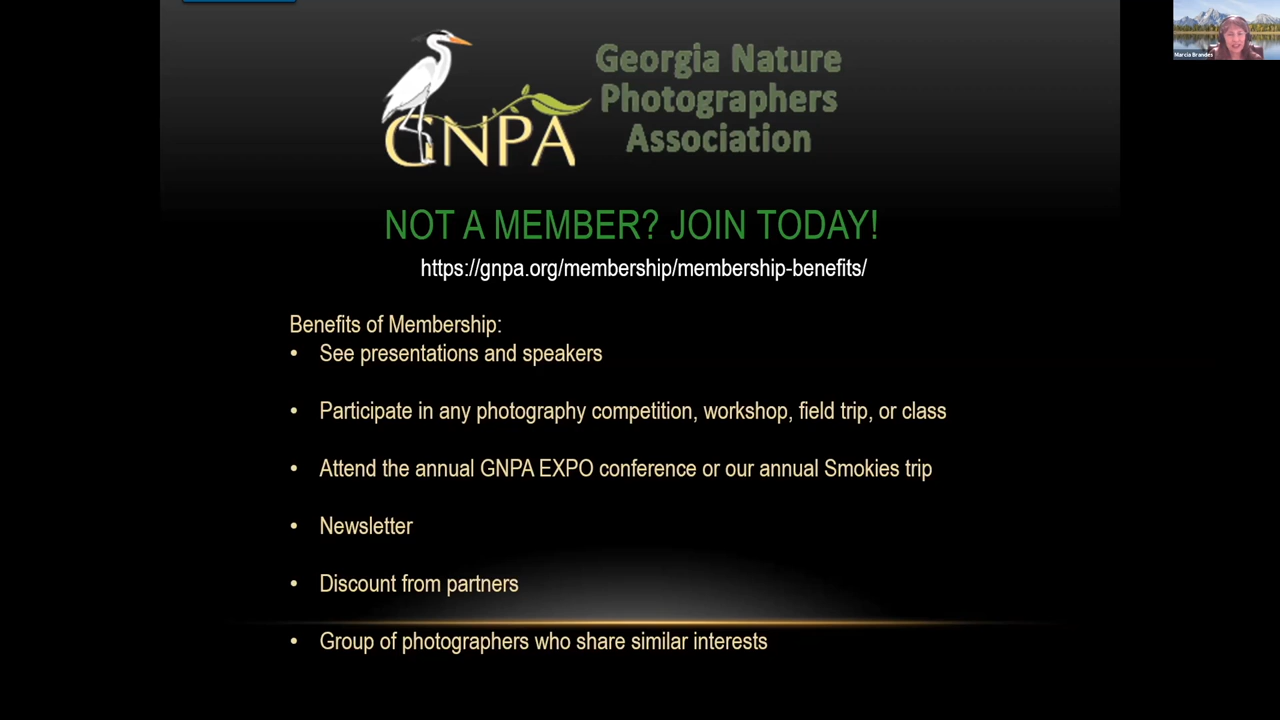 Georgia Nature
Photographers
Association
GNPA
NOT A MEMBER? JOIN TODAY!
https://gnpa.org/membership/membership-benefits/
Benefits of Membership:
• See presentations and speakers
• Participate in any photography competition, workshop, field trip, or class
• Attend the annual GNPA EXPO conference or our annual Smokies trip
• Newsletter
• Discount from partners
• Group of photographers who share similar interests
Marcia Brandes